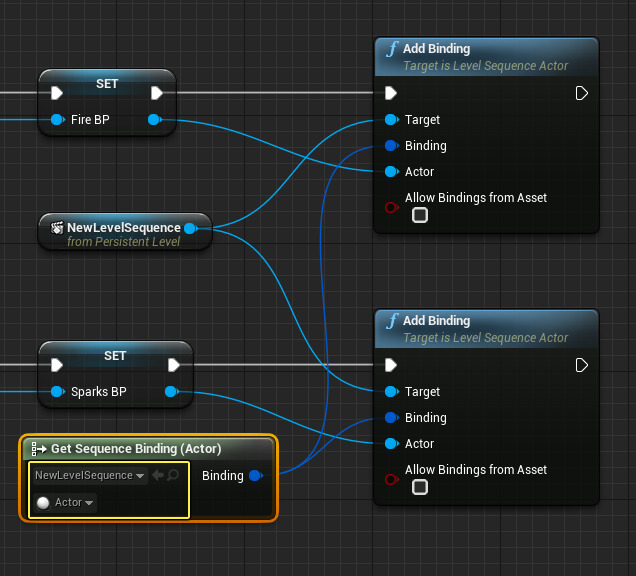 SET
Fire BP
Add Binding
Target is Level Sequence Actor
Target
Binding
Actor
Allow Bindings from Asset
NewLevelSequence
from Persistent Level
SET
Sparks BP
Add Binding
Target is Level Sequence Actor
Target
Binding
Actor
Allow Bindings from Asset
Get Sequence Binding (Actor)
NewLevelSequence
Binding
Actor